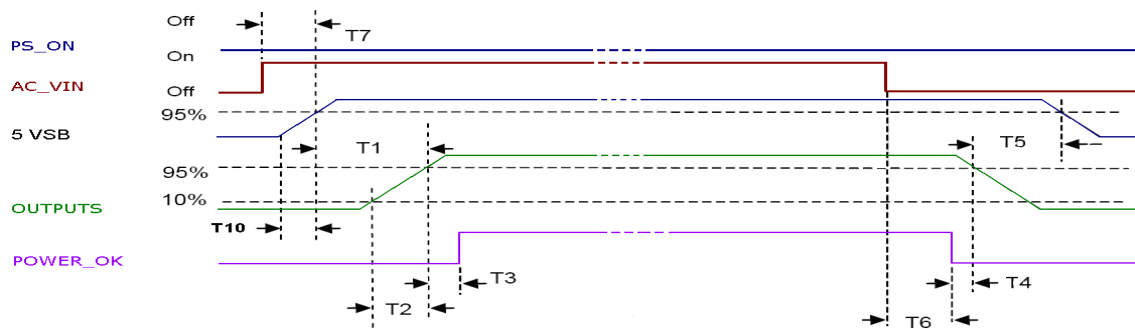 Off
T7
PS_ON
On
AC_VIN
Off
95%
5 VSB
T1
T5
95%
10%
OUTPUTS
T10
POWER_OK
T3
T4
T2
T6